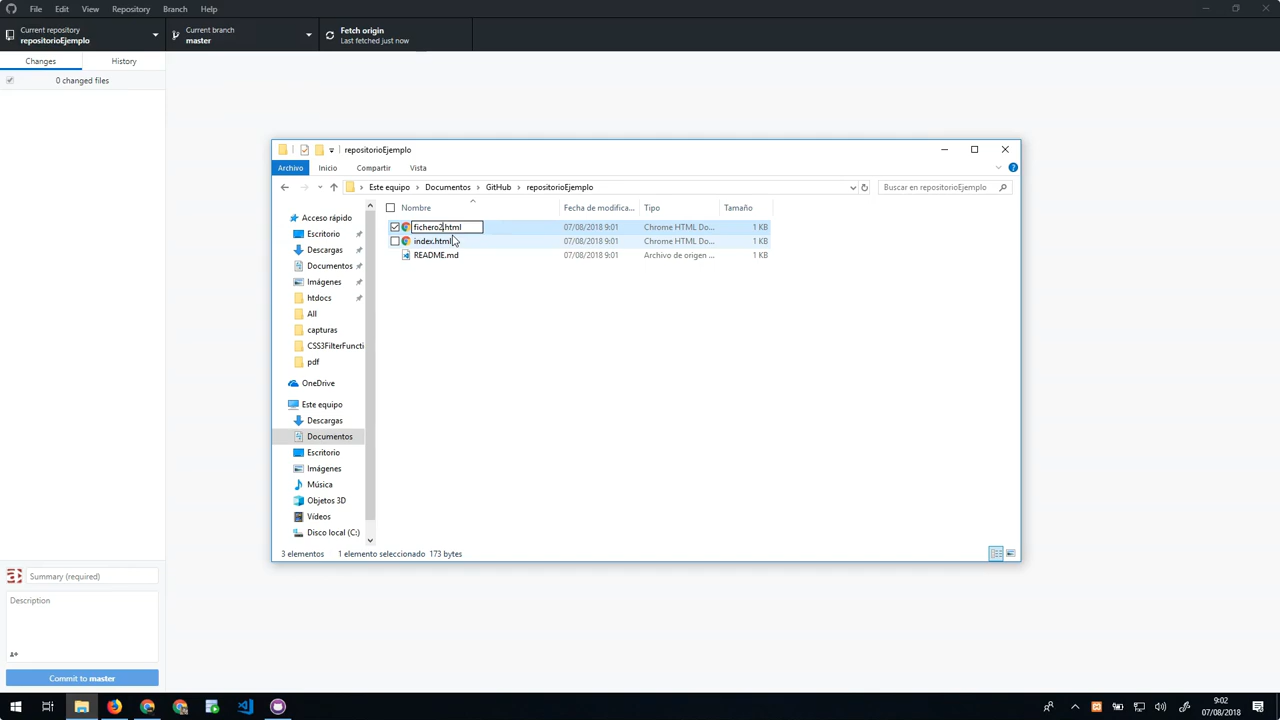 File Edit View Repository Branch Help
Current repository
repositorioEjemplo
Current branch
master
Fetch origin
Last fetched just now
Changes History
0 changed files
repositorioEjemplo
Archivo Inicio Compartir Vista
Este equipo Documentos GitHub repositorioEjemplo
Buscar en repositorioEjemplo
Nombre Fecha de modifica... Tipo Tamaño
fichero2.html 07/08/2018 9:01 Chrome HTML Do... 1 KB
index.html 07/08/2018 9:01 Chrome HTML Do... 1 KB
README.md 07/08/2018 9:01 Archivo de origen ... 1 KB
Acceso rápido
Escritorio
Descargas
Documentos
Imágenes
htdocs
All
capturas
CSS3FilterFuncti
pdf
OneDrive
Este equipo
Descargas
Documentos
Escritorio
Imágenes
Música
Objetos 3D
Vídeos
Disco local (C:)
3 elementos 1 elemento seleccionado 173 bytes
Summary (required)
Description
Commit to master
9:02
07/08/2018